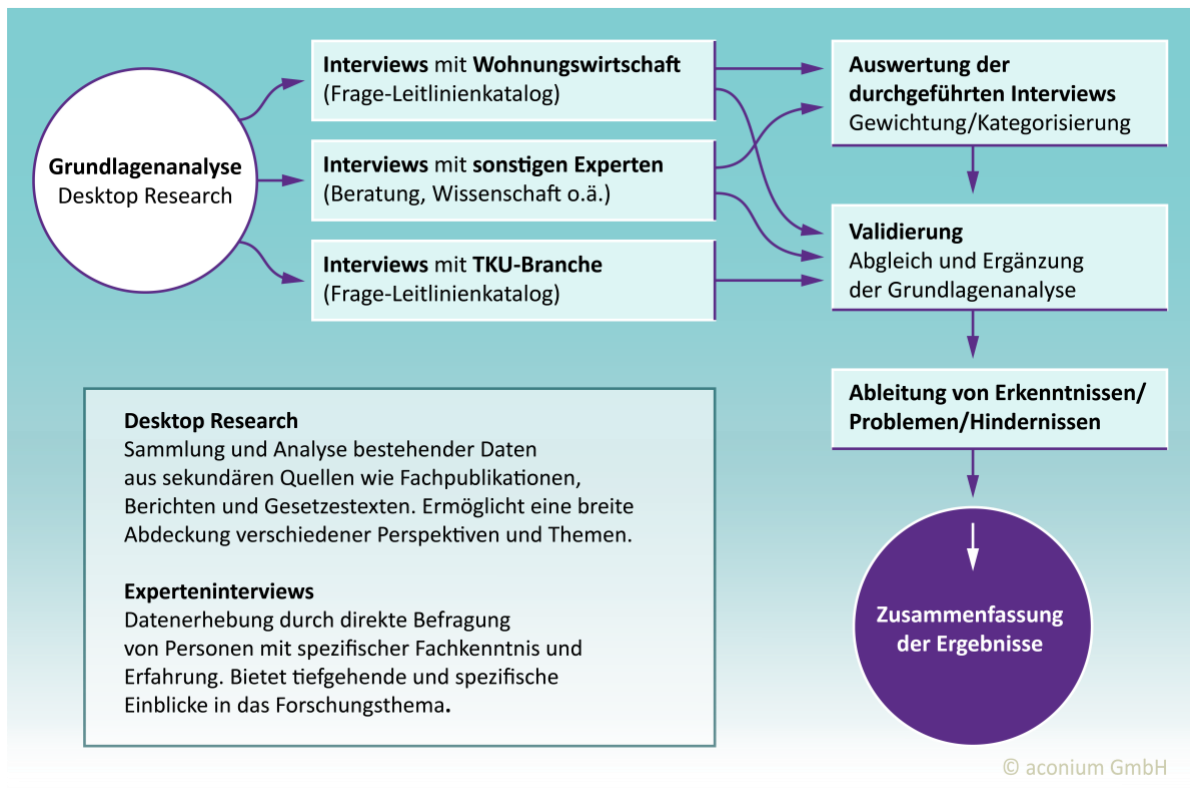 Grundlagenanalyse
Desktop Research
Interviews mit Wohnungswirtschaft
(Frage-Leitlinienkatalog)
Interviews mit sonstigen Experten
(Beratung, Wissenschaft o.ä.)
Interviews mit TKU-Branche
(Frage-Leitlinienkatalog)
Auswertung der
durchgeführten Interviews
Gewichtung/Kategorisierung
Validierung
Abgleich und Ergänzung
der Grundlagenanalyse
Ableitung von Erkenntnissen/
Problemen/Hindernissen
Zusammenfassung
der Ergebnisse
Desktop Research
Sammlung und Analyse bestehender Daten
aus sekundären Quellen wie Fachpublikationen,
Berichten und Gesetzestexten. Ermöglicht eine breite
Abdeckung verschiedener Perspektiven und Themen.
Experteninterviews
Datenerhebung durch direkte Befragung
von Personen mit spezifischer Fachkenntnis und
Erfahrung. Bietet tiefgehende und spezifische
Einblicke in das Forschungsthema.
© aconium GmbH